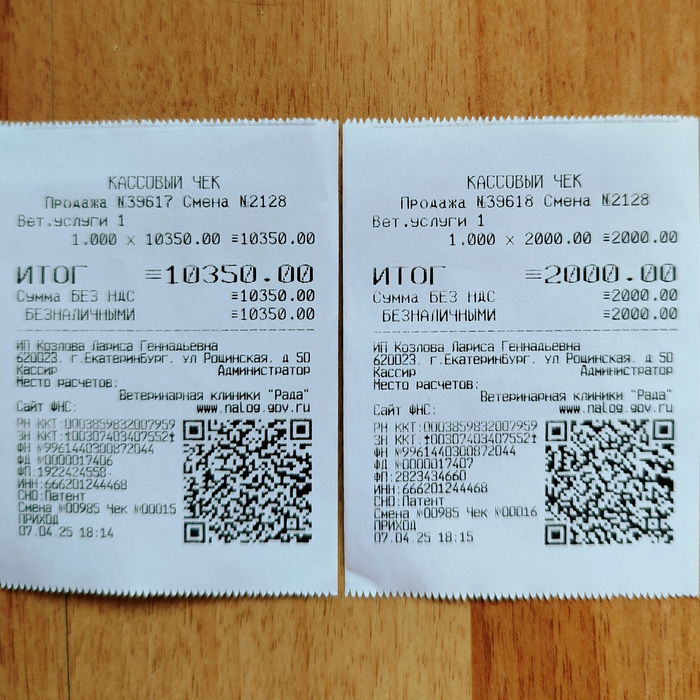 КАССОВЫЙ ЧЕК
Продажа №39617 Смена №2128
Вет.услуги 1
1.000 × 10350.00 ≡10350.00
ИТОГ ≡10350.00
Сумма БЕЗ НДС ≡10350.00
БЕЗНАЛИЧНЫМИ ≡10350.00
ИП Козлова Лариса Геннадьевна
620023, г.Екатеринбург, ул Рощинская, д 50
Кассир Администратор
Место расчетов:
Ветеринарная клиники "Рада"
Сайт ФНС: www.nalog.gov.ru
РН ККТ:0003859832007959
ЗН ККТ:‡00307403407552‡
ФН №9961440300872044
ФД №0000017406
ФП:1922424558
ИНН:666201244468
СНО:Патент
Смена №00985 Чек №00015
ПРИХОД
07.04.25 18:14
КАССОВЫЙ ЧЕК
Продажа №39618 Смена №2128
Вет.услуги 1
1.000 × 2000.00 ≡2000.00
ИТОГ ≡2000.00
Сумма БЕЗ НДС ≡2000.00
БЕЗНАЛИЧНЫМИ ≡2000.00
ИП Козлова Лариса Геннадьевна
620023, г.Екатеринбург, ул Рощинская, д 50
Кассир Администратор
Место расчетов:
Ветеринарная клиники "Рада"
Сайт ФНС: www.nalog.gov.ru
РН ККТ:0003859832007959
ЗН ККТ:‡00307403407552‡
ФН №9961440300872044
ФД №0000017407
ФП:2823434660
ИНН:666201244468
СНО:Патент
Смена №00985 Чек №00016
ПРИХОД
07.04.25 18:15